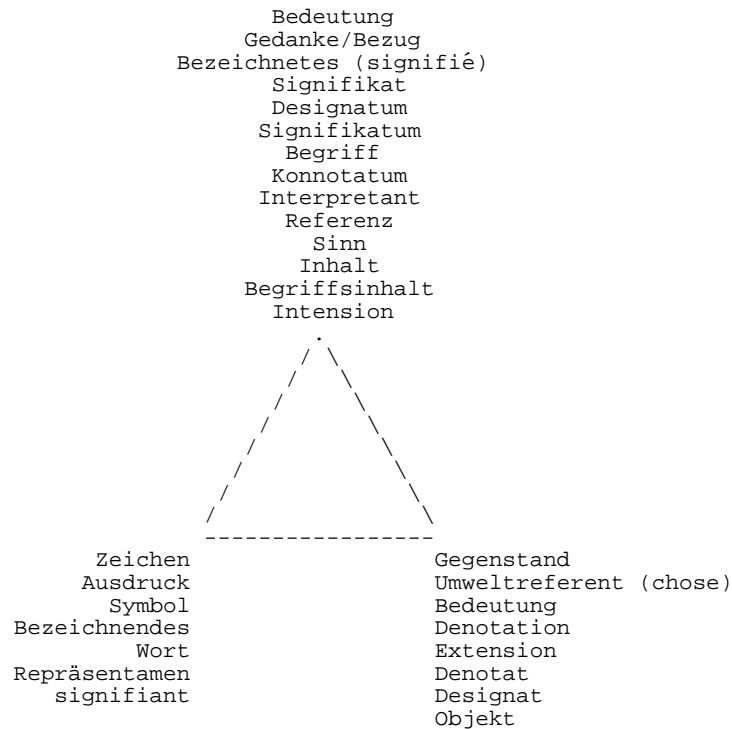 Bedeutung
Gedanke/Bezug
Bezeichnetes (signifié)
Signifikat
Designatum
Signifikatum
Begriff
Konnotatum
Interpretant
Referenz
Sinn
Inhalt
Begriffsinhalt
Intension
Zeichen Gegenstand
Ausdruck Umweltreferent (chose)
Symbol Bedeutung
Bezeichnendes Denotation
Wort Extension
Repräsentamen Denotat
signifiant Designat
Objekt